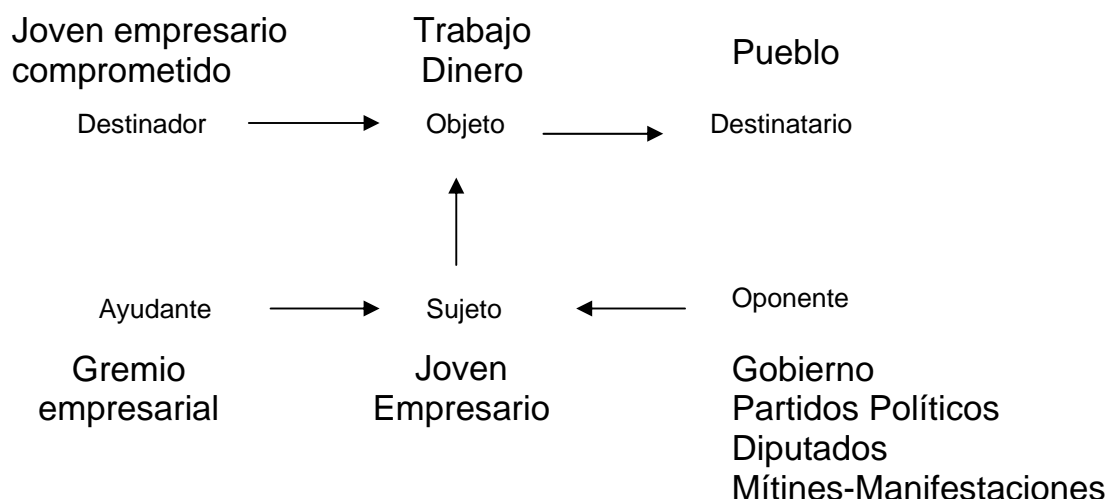 Joven empresario
comprometido
Trabajo
Dinero
Pueblo
Destinador
Objeto
Destinatario
Ayudante
Sujeto
Oponente
Gremio
empresarial
Joven
Empresario
Gobierno
Partidos Políticos
Diputados
Mítines-Manifestaciones